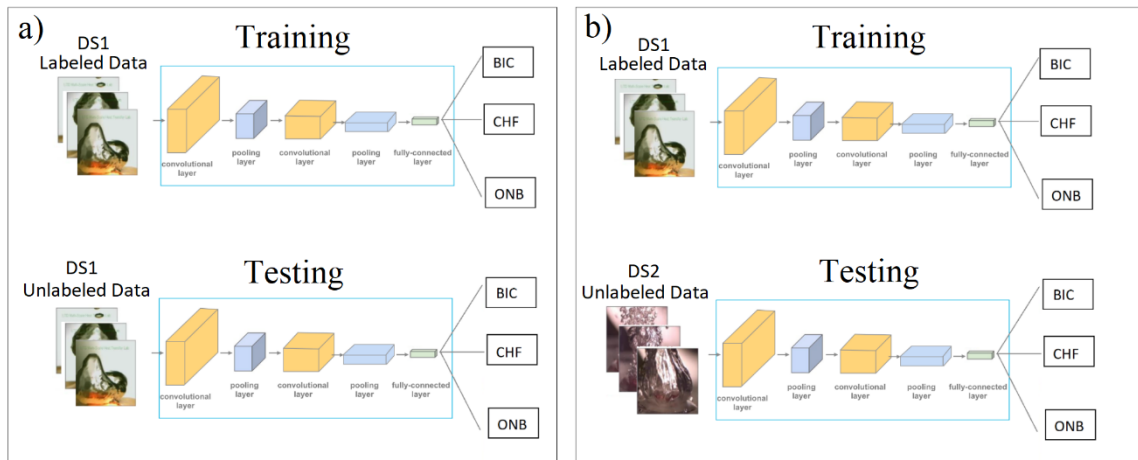 a)
Training
DS1
Labeled Data
convolutional
layer
pooling
layer
convolutional
layer
pooling
layer
fully-connected
layer
BIC
CHF
ONB
Testing
DS1
Unlabeled Data
convolutional
layer
pooling
layer
convolutional
layer
pooling
layer
fully-connected
layer
BIC
CHF
ONB
b)
Training
DS1
Labeled Data
convolutional
layer
pooling
layer
convolutional
layer
pooling
layer
fully-connected
layer
BIC
CHF
ONB
Testing
DS2
Unlabeled Data
convolutional
layer
pooling
layer
convolutional
layer
pooling
layer
fully-connected
layer
BIC
CHF
ONB